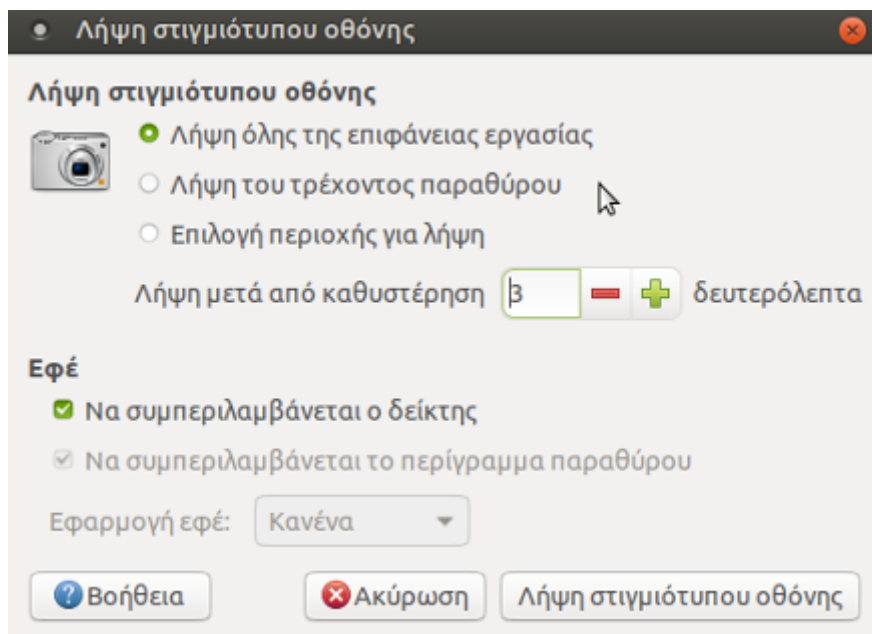 Λήψη στιγμιότυπου οθόνης
Λήψη στιγμιότυπου οθόνης
Λήψη όλης της επιφάνειας εργασίας
Λήψη του τρέχοντος παραθύρου
Επιλογή περιοχής για λήψη
Λήψη μετά από καθυστέρηση 3 δευτερόλεπτα
Εφέ
Να συμπεριλαμβάνεται ο δείκτης
Να συμπεριλαμβάνεται το περίγραμμα παραθύρου
Εφαρμογή εφέ: Κανένα
Βοήθεια Ακύρωση Λήψη στιγμιότυπου οθόνης